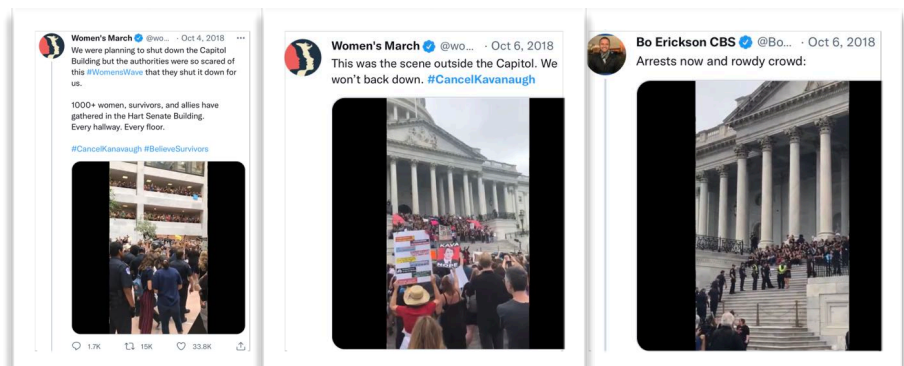 Women's March @wo... · Oct 4, 2018 ...
We were planning to shut down the Capitol
Building but the authorities were so scared of
this #WomensWave that they shut it down for
us.
1000+ women, survivors, and allies have
gathered in the Hart Senate Building.
Every hallway. Every floor.
#CancelKanavaugh #BelieveSurvivors
1.7K 15K 33.8K
Women's March @wo... · Oct 6, 2018
This was the scene outside the Capitol. We
won't back down. #CancelKavanaugh
KAVA
NOPE
Bo Erickson CBS @Bo... · Oct 6, 2018
Arrests now and rowdy crowd: